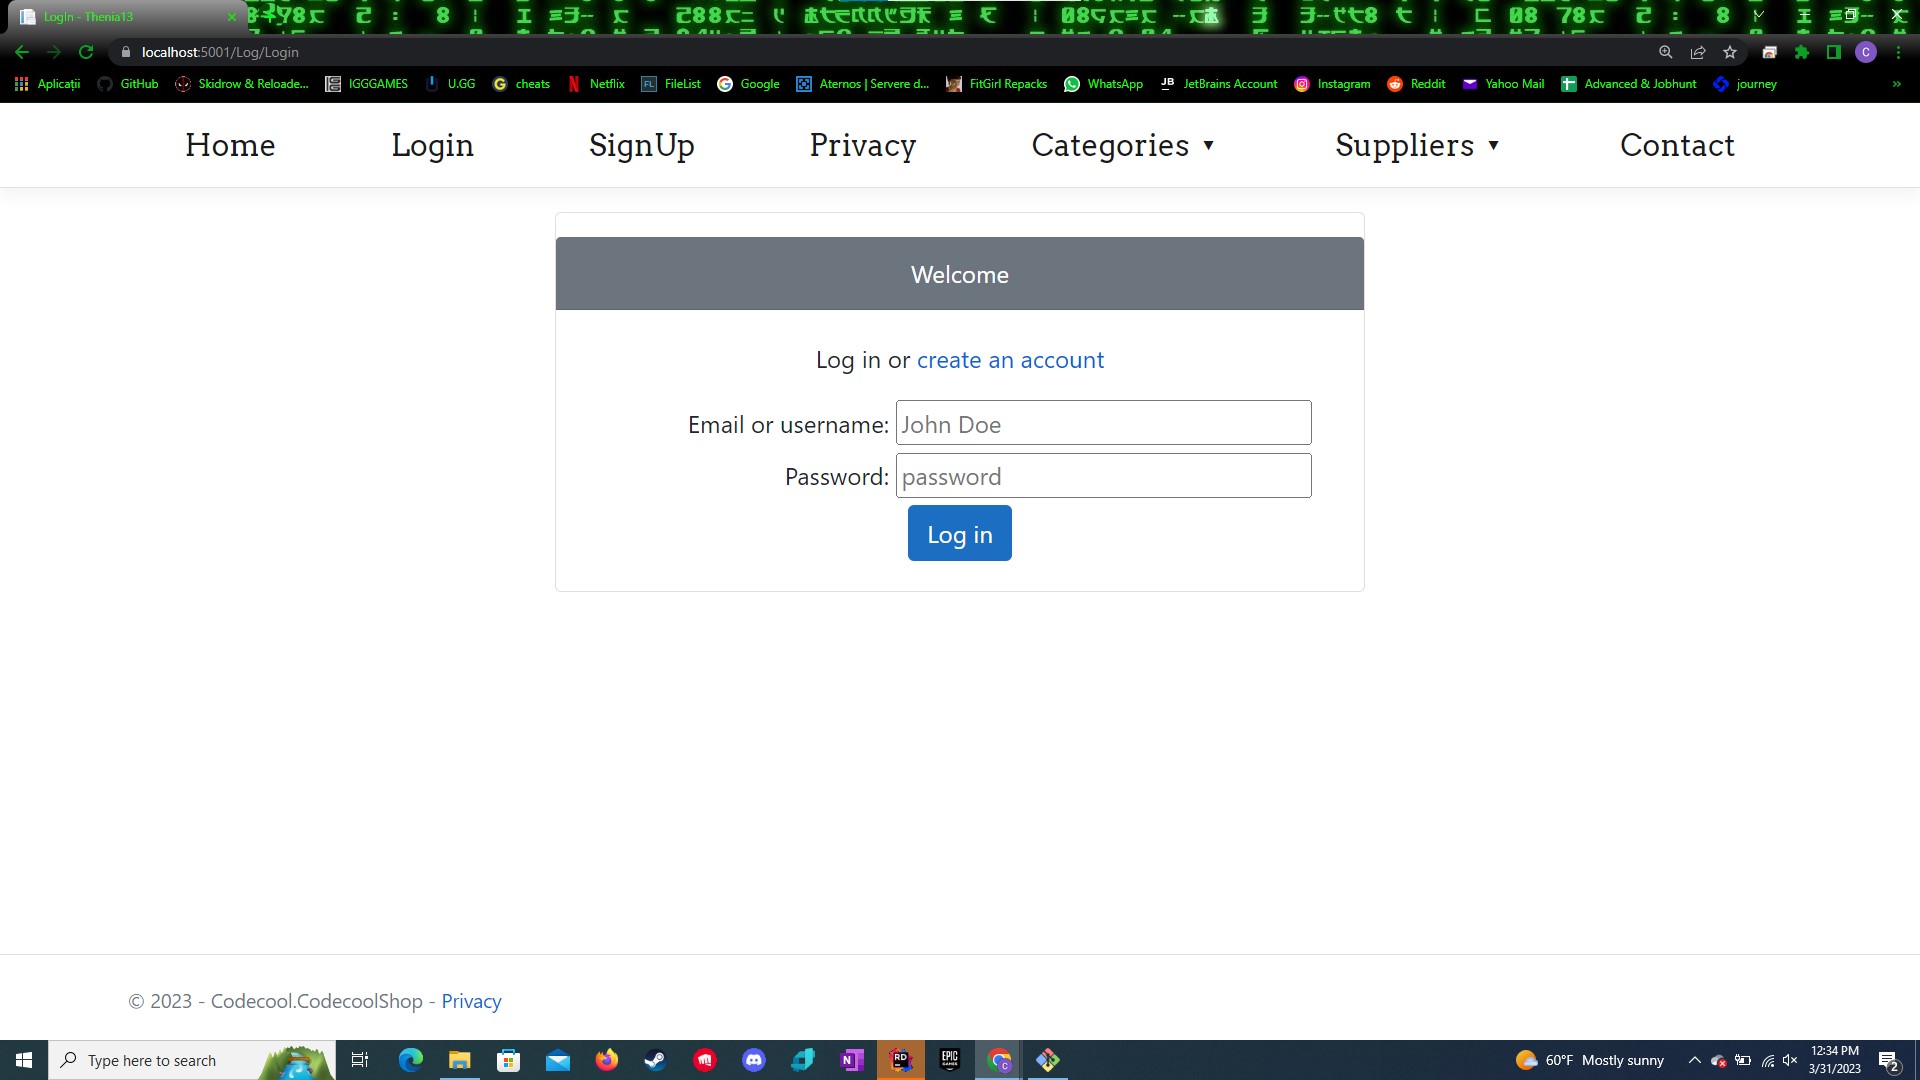 LogIn - Thenia13
localhost:5001/Log/Login
Aplicații GitHub Skidrow & Reloade... IGGGAMES U.GG cheats Netflix FL FileList Google Aternos | Servere d... FitGirl Repacks WhatsApp JB JetBrains Account Instagram Reddit Yahoo Mail Advanced & Jobhunt journey »
Home Login SignUp Privacy Categories ▼ Suppliers ▼ Contact
Welcome
Log in or create an account
Email or username: John Doe
Password: password
Log in
© 2023 - Codecool.CodecoolShop - Privacy
Type here to search
60°F Mostly sunny
12:34 PM
3/31/2023
2